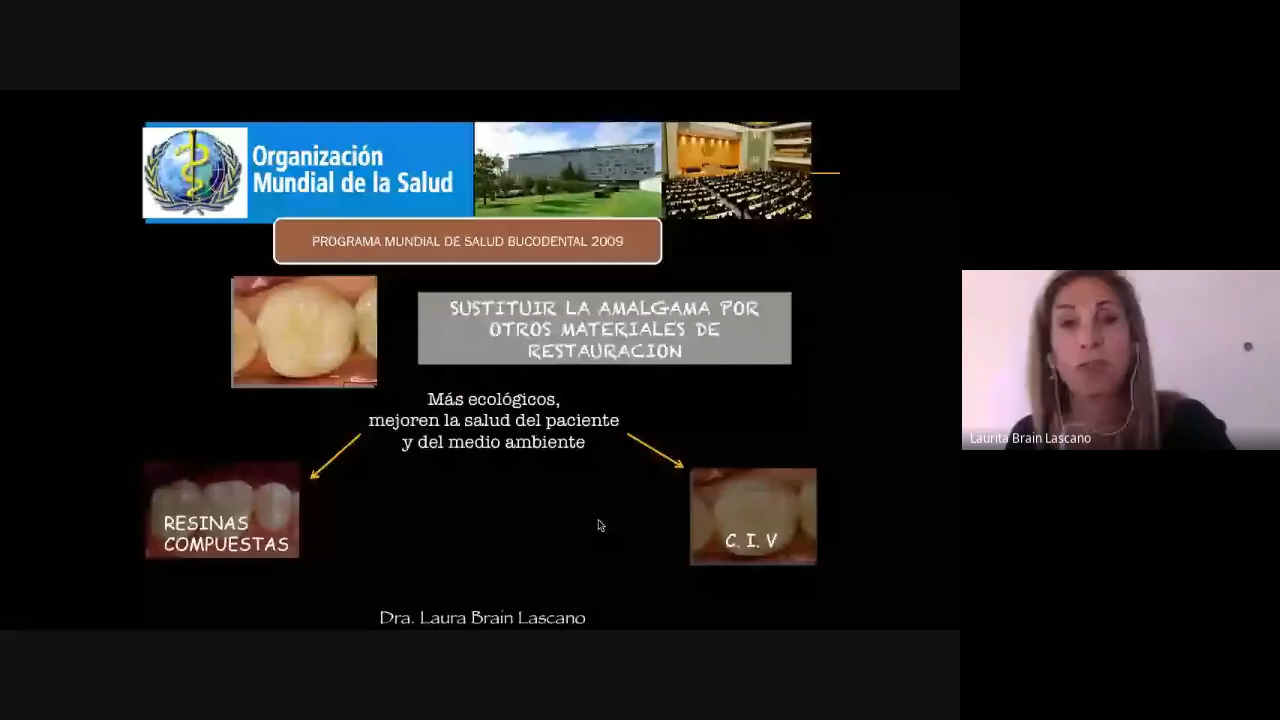 Organización
Mundial de la Salud
PROGRAMA MUNDIAL DE SALUD BUCODENTAL 2009
SUSTITUIR LA AMALGAMA POR
OTROS MATERIALES DE
RESTAURACION
Más ecológicos,
mejoren la salud del paciente
y del medio ambiente
RESINAS
COMPUESTAS
C. I. V
Dra. Laura Brain Lascano
Laurita Brain Lascano